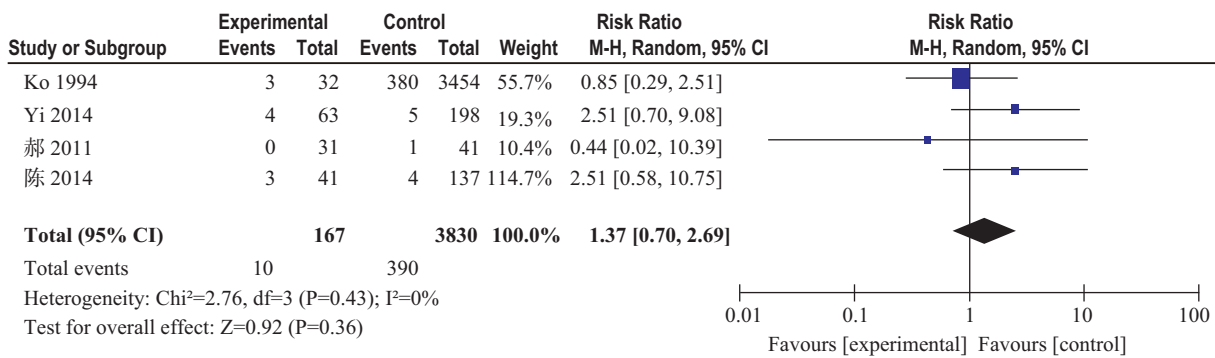 Experimental Control Risk Ratio Risk Ratio
Study or Subgroup Events Total Events Total Weight M-H, Random, 95% CI M-H, Random, 95% CI
Ko 1994 3 32 380 3454 55.7% 0.85 [0.29, 2.51]
Yi 2014 4 63 5 198 19.3% 2.51 [0.70, 9.08]
郝 2011 0 31 1 41 10.4% 0.44 [0.02, 10.39]
陈 2014 3 41 4 137 114.7% 2.51 [0.58, 10.75]
Total (95% CI) 167 3830 100.0% 1.37 [0.70, 2.69]
Total events 10 390
Heterogeneity: Chi²=2.76, df=3 (P=0.43); I²=0%
Test for overall effect: Z=0.92 (P=0.36)
0.01 0.1 1 10 100
Favours [experimental] Favours [control]